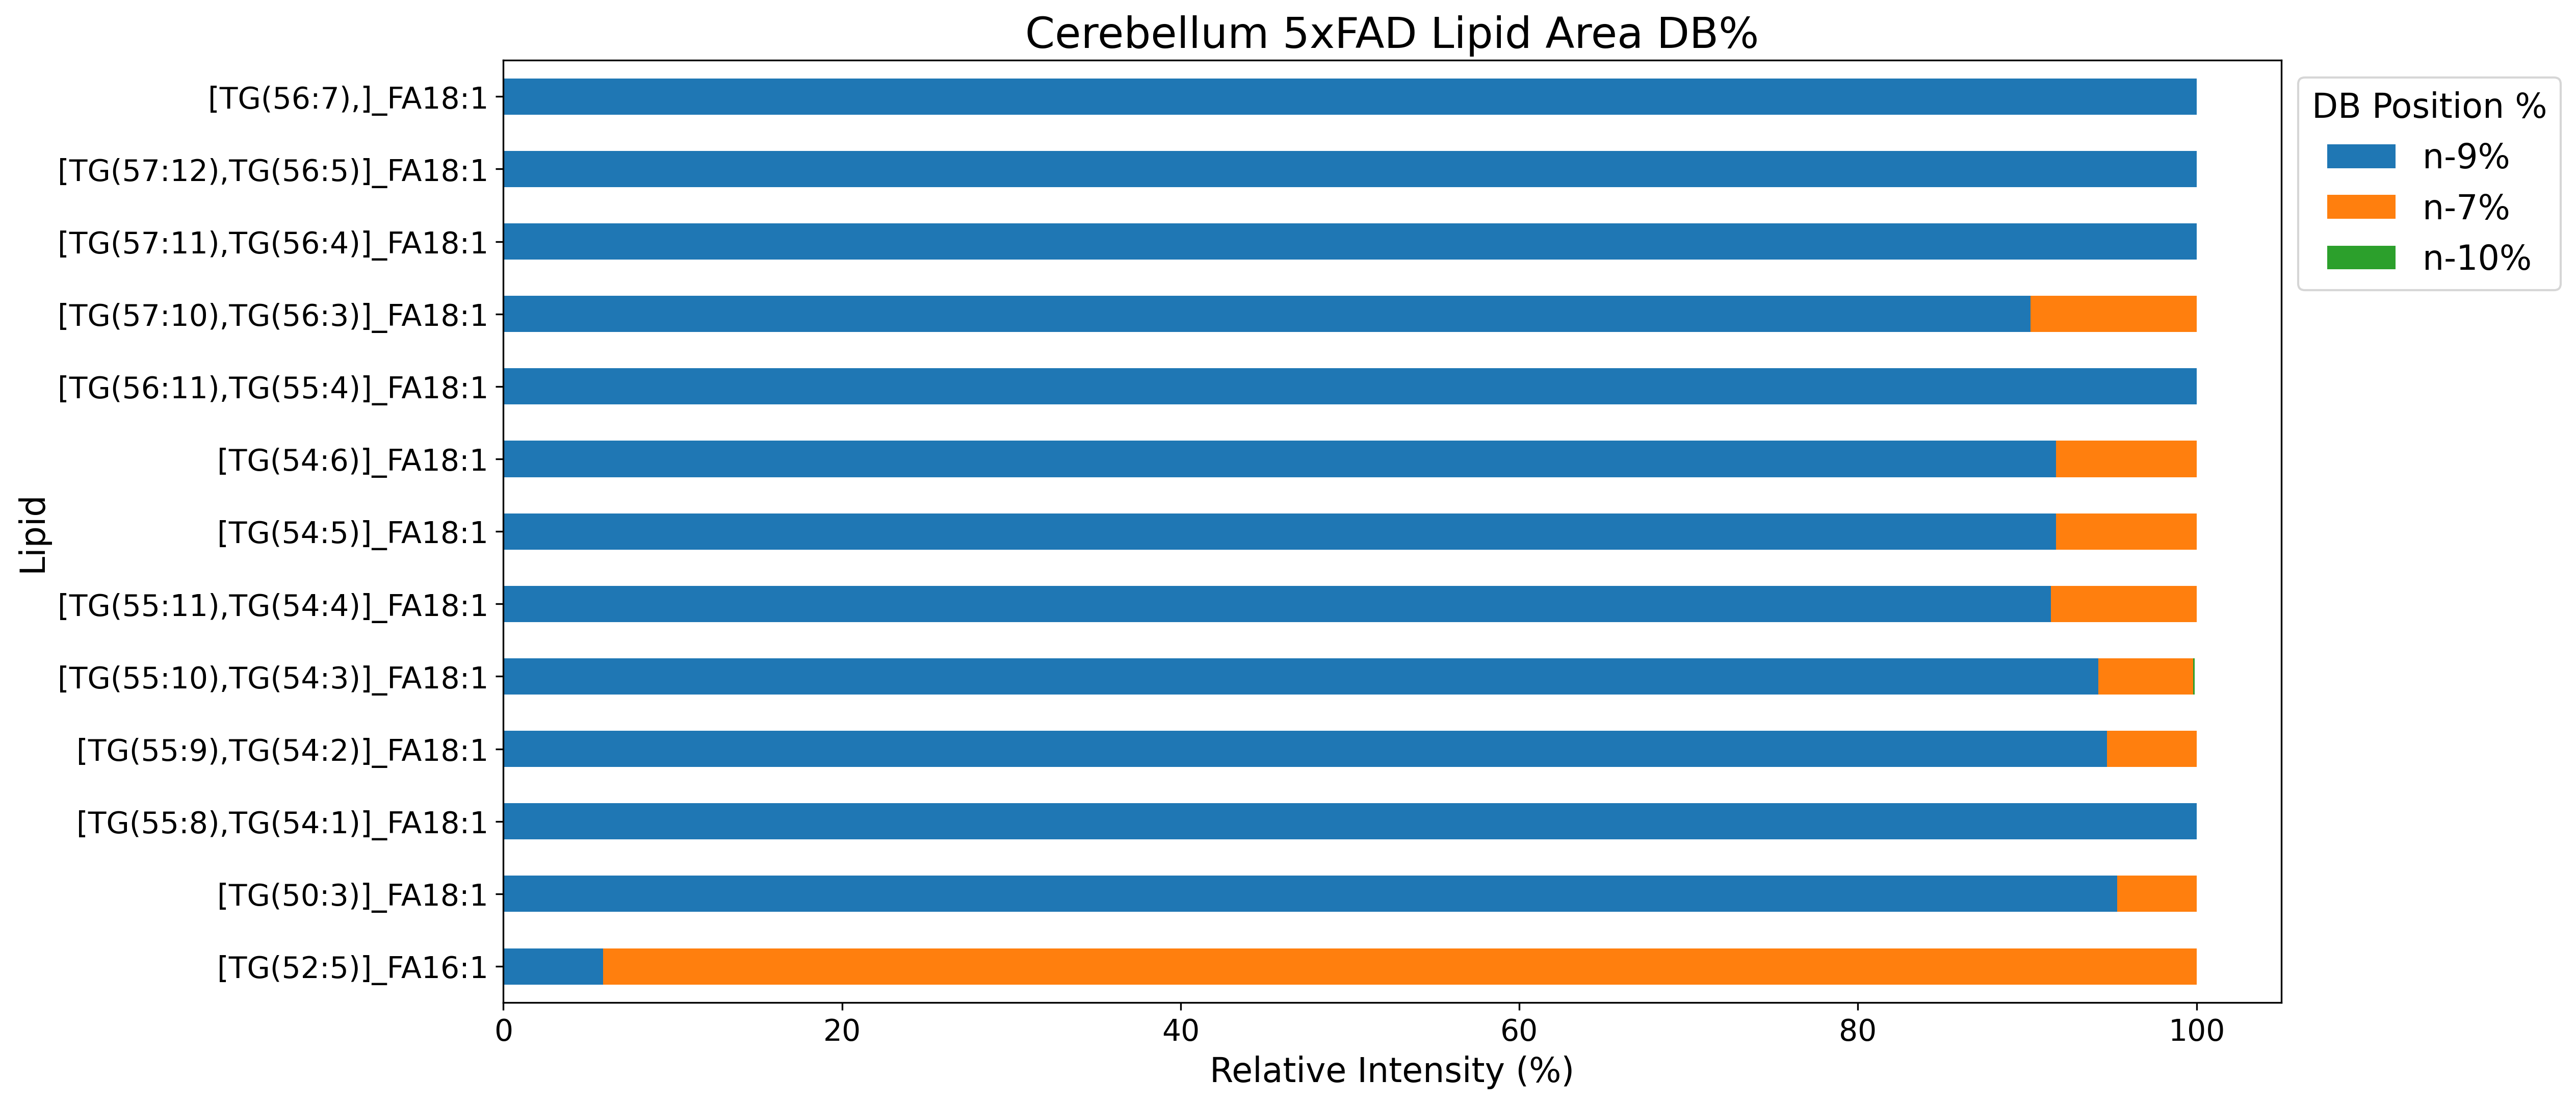 Cerebellum 5xFAD Lipid Area DB%
Lipid
[TG(56:7),]_FA18:1
[TG(57:12),TG(56:5)]_FA18:1
[TG(57:11),TG(56:4)]_FA18:1
[TG(57:10),TG(56:3)]_FA18:1
[TG(56:11),TG(55:4)]_FA18:1
[TG(54:6)]_FA18:1
[TG(54:5)]_FA18:1
[TG(55:11),TG(54:4)]_FA18:1
[TG(55:10),TG(54:3)]_FA18:1
[TG(55:9),TG(54:2)]_FA18:1
[TG(55:8),TG(54:1)]_FA18:1
[TG(50:3)]_FA18:1
[TG(52:5)]_FA16:1
0 20 40 60 80 100
Relative Intensity (%)
DB Position %
n-9%
n-7%
n-10%